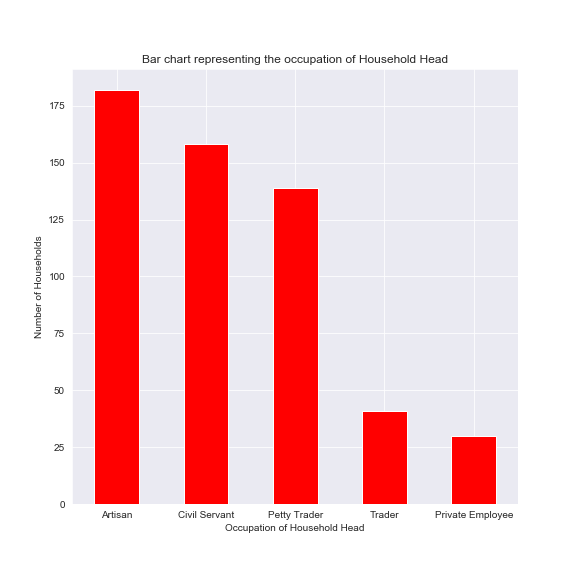 Bar chart representing the occupation of Household Head
175
150
125
100
75
50
25
0
Number of Households
Artisan Civil Servant Petty Trader Trader Private Employee
Occupation of Household Head